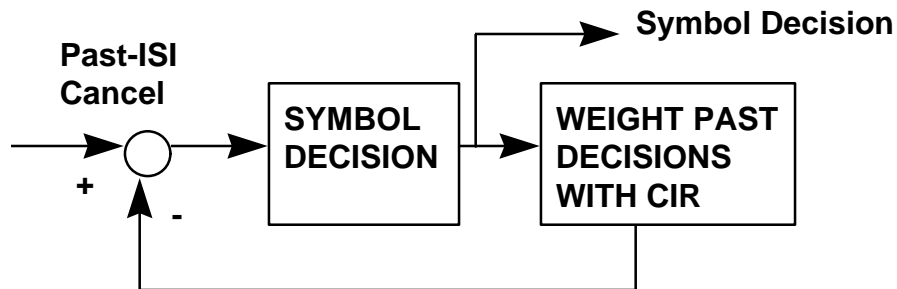 Symbol Decision
Past-ISI
Cancel
SYMBOL
DECISION
WEIGHT PAST
DECISIONS
WITH CIR
+
-